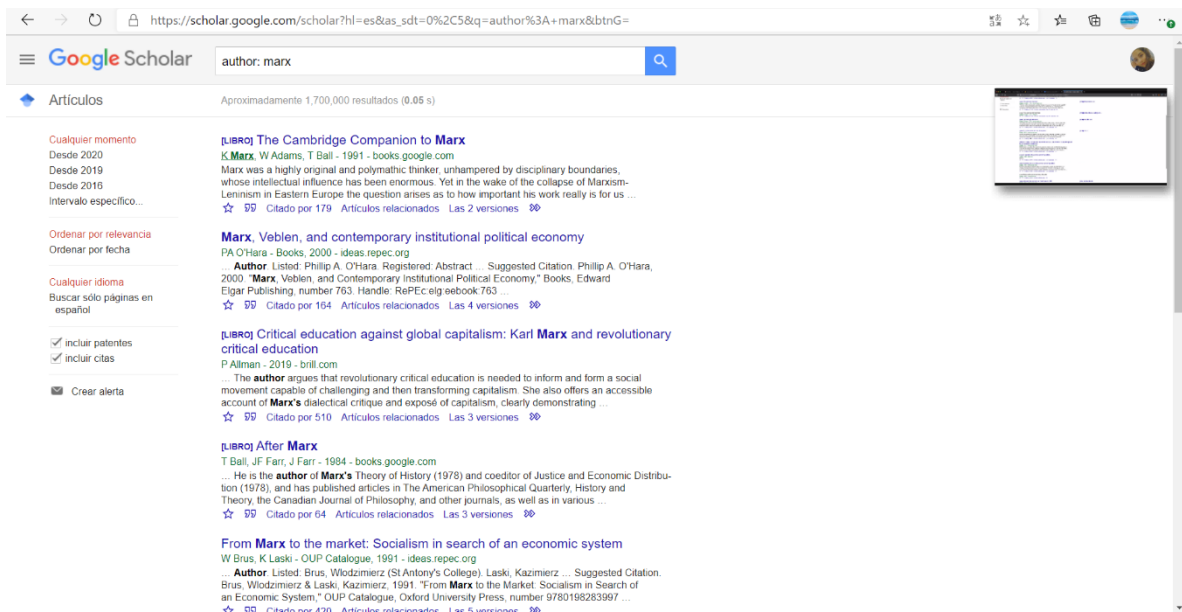 https://scholar.google.com/scholar?hl=es&as_sdt=0%2C5&q=author%3A+marx&btnG=
Google Scholar
author: marx
Artículos
Aproximadamente 1,700,000 resultados (0.05 s)
Cualquier momento
Desde 2020
Desde 2019
Desde 2016
Intervalo específico...
Ordenar por relevancia
Ordenar por fecha
Cualquier idioma
Buscar sólo páginas en
español
incluir patentes
incluir citas
Crear alerta
[LIBRO] The Cambridge Companion to Marx
K Marx, W Adams, T Ball - 1991 - books.google.com
Marx was a highly original and polymathic thinker, unhampered by disciplinary boundaries,
whose intellectual influence has been enormous. Yet in the wake of the collapse of Marxism-
Leninism in Eastern Europe the question arises as to how important his work really is for us ...
Citado por 179 Artículos relacionados Las 2 versiones
Marx, Veblen, and contemporary institutional political economy
PA O'Hara - Books, 2000 - ideas.repec.org
... Author. Listed: Phillip A. O'Hara. Registered: Abstract ... Suggested Citation. Phillip A. O'Hara,
2000. "Marx, Veblen, and Contemporary Institutional Political Economy," Books, Edward
Elgar Publishing, number 763. Handle: RePEc:elg:eebook:763 ...
Citado por 164 Artículos relacionados Las 4 versiones
[LIBRO] Critical education against global capitalism: Karl Marx and revolutionary
critical education
P Allman - 2019 - brill.com
... The author argues that revolutionary critical education is needed to inform and form a social
movement capable of challenging and then transforming capitalism. She also offers an accessible
account of Marx's dialectical critique and exposé of capitalism, clearly demonstrating ...
Citado por 510 Artículos relacionados Las 3 versiones
[LIBRO] After Marx
T Ball, JF Farr, J Farr - 1984 - books.google.com
... He is the author of Marx's Theory of History (1978) and coeditor of Justice and Economic Distribu-
tion (1978), and has published articles in The American Philosophical Quarterly, History and
Theory, the Canadian Journal of Philosophy, and other journals, as well as in various ...
Citado por 64 Artículos relacionados Las 3 versiones
From Marx to the market: Socialism in search of an economic system
W Brus, K Laski - OUP Catalogue, 1991 - ideas.repec.org
... Author. Listed: Brus, Wlodzimierz (St Antony's College). Laski, Kazimierz ... Suggested Citation.
Brus, Wlodzimierz & Laski, Kazimierz, 1991. "From Marx to the Market: Socialism in Search of
an Economic System," OUP Catalogue, Oxford University Press, number 9780198283997 ...
Citado por 420 Artículos relacionados Las 5 versiones